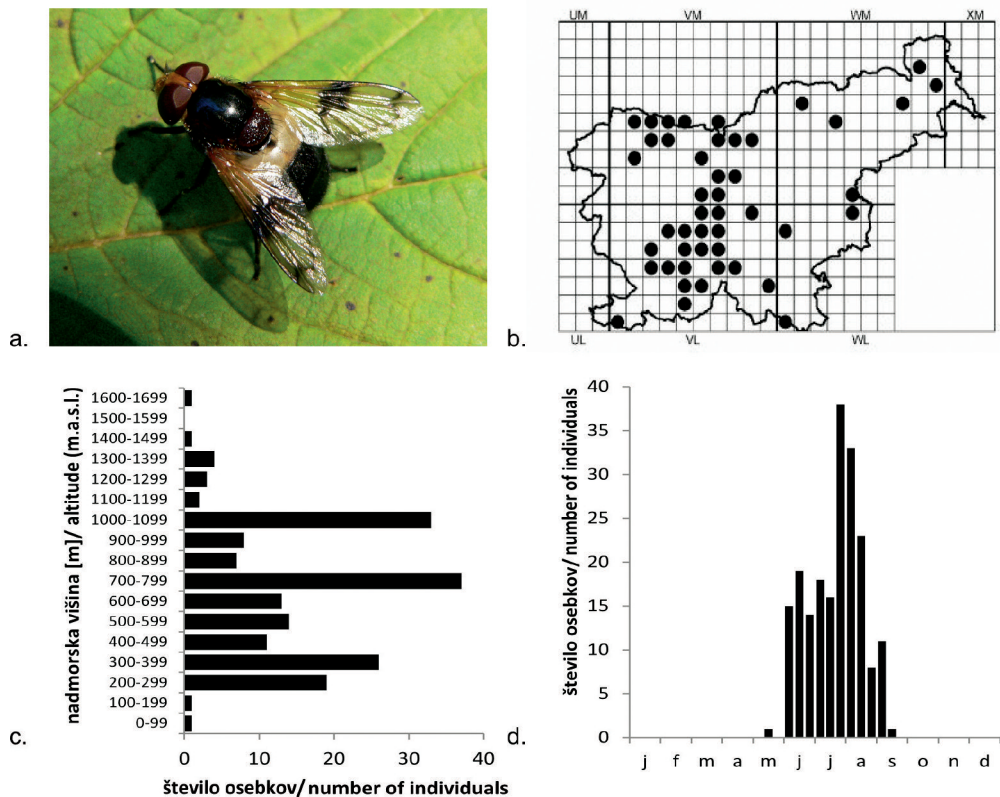 a.
UM VM WM XM
UL VL WL
b.
nadmorska višina [m]/ altitude (m.a.s.l.)
1600-1699
1500-1599
1400-1499
1300-1399
1200-1299
1100-1199
1000-1099
900-999
800-899
700-799
600-699
500-599
400-499
300-399
200-299
100-199
0-99
0 10 20 30 40
število osebkov/ number of individuals
c.
število osebkov/ number of individuals
40
35
30
25
20
15
10
5
0
j f m a m j j a s o n d
d.